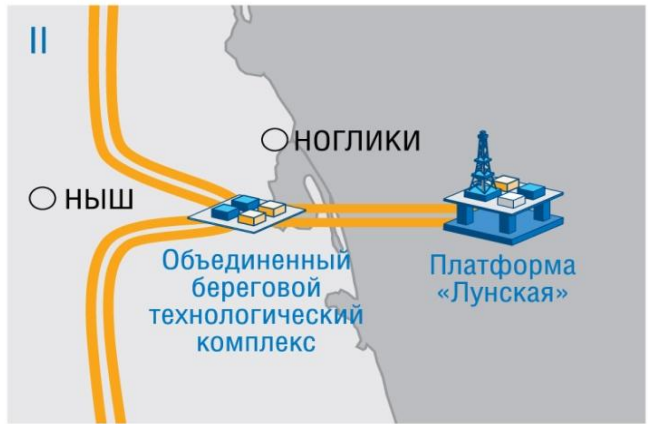 II
НОГЛИКИ
НЫШ
Объединенный
береговой
технологический
комплекс
Платформа
«Лунская»